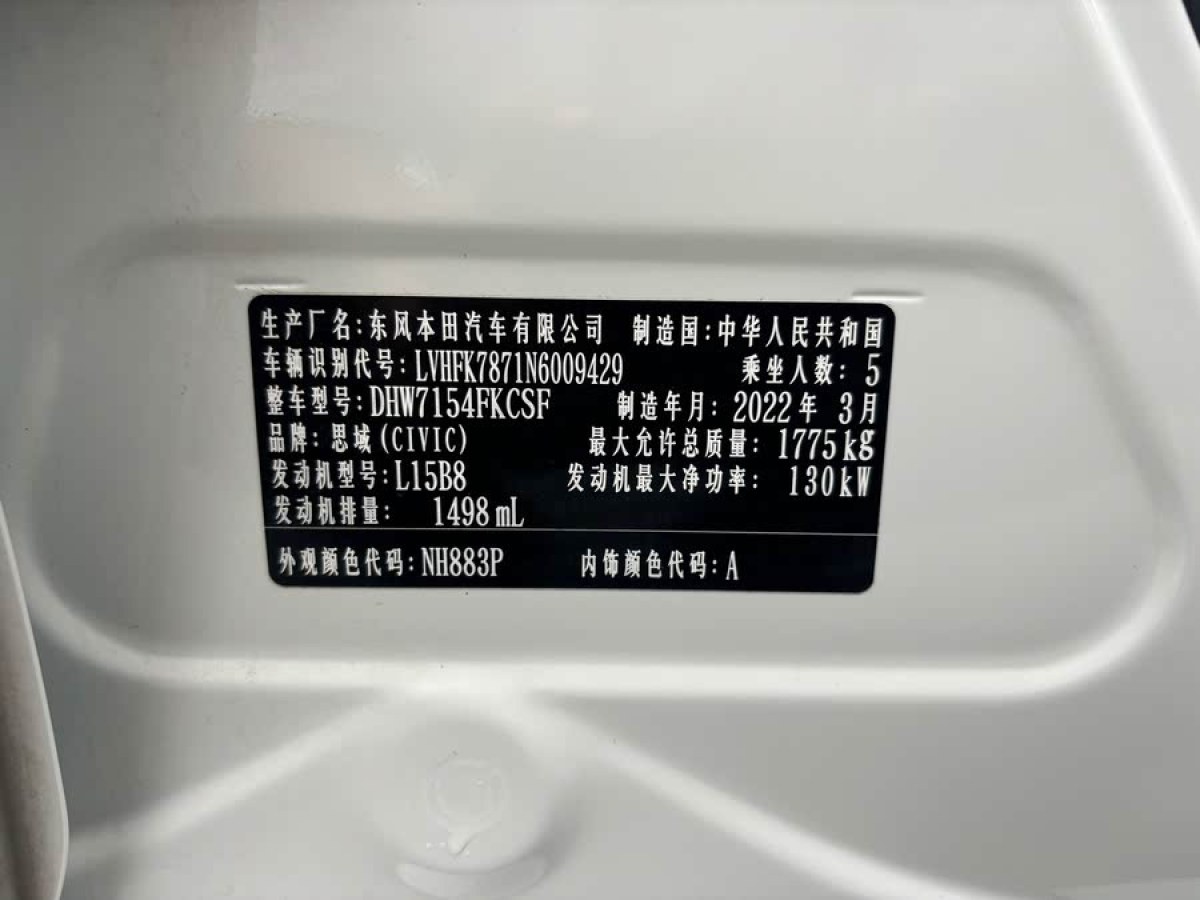 生产厂名:东风本田汽车有限公司 制造国:中华人民共和国
车辆识别代号:LVHFK7871N6009429 乘坐人数: 5
整车型号:DHW7154FKCSF 制造年月: 2022年 3月
品牌: 思域(CIVIC) 最大允许总质量: 1775kg
发动机型号:L15B8 发动机最大净功率: 130kW
发动机排量: 1498mL
外观颜色代码:NH883P 内饰颜色代码:A